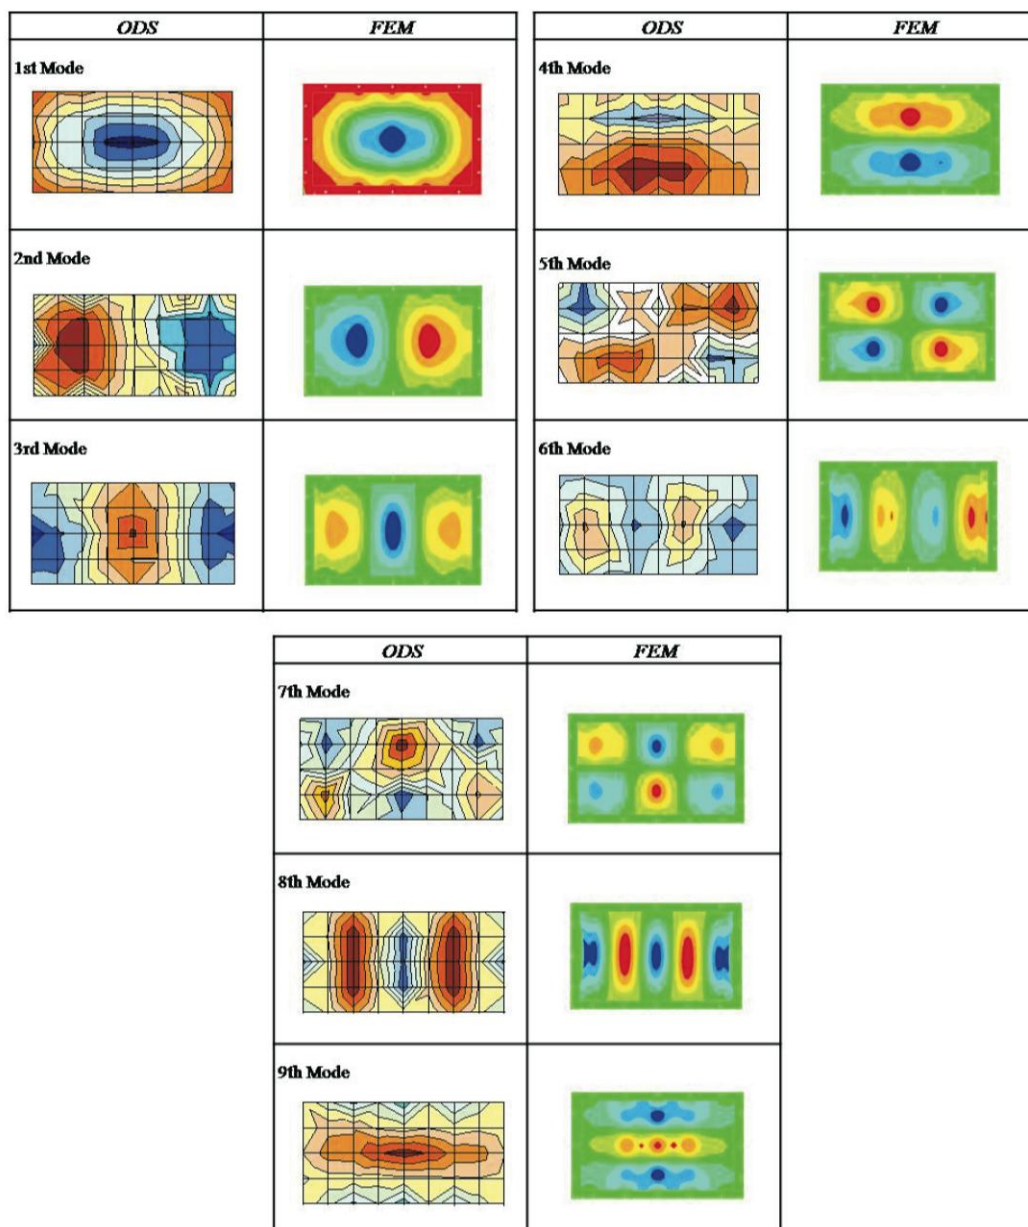 ODS FEM
1st Mode
2nd Mode
3rd Mode
ODS FEM
4th Mode
5th Mode
6th Mode
ODS FEM
7th Mode
8th Mode
9th Mode